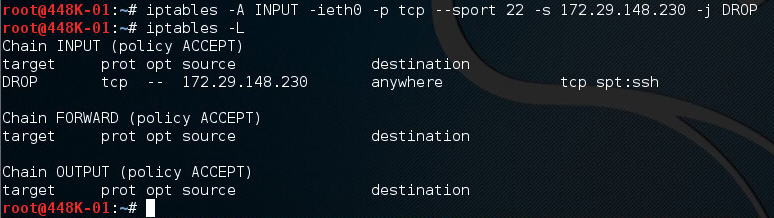 root@448K-01:~# iptables -A INPUT -ieth0 -p tcp --sport 22 -s 172.29.148.230 -j DROP
root@448K-01:~# iptables -L
Chain INPUT (policy ACCEPT)
target     prot opt source               destination
DROP       tcp  --  172.29.148.230       anywhere             tcp spt:ssh

Chain FORWARD (policy ACCEPT)
target     prot opt source               destination

Chain OUTPUT (policy ACCEPT)
target     prot opt source               destination
root@448K-01:~#